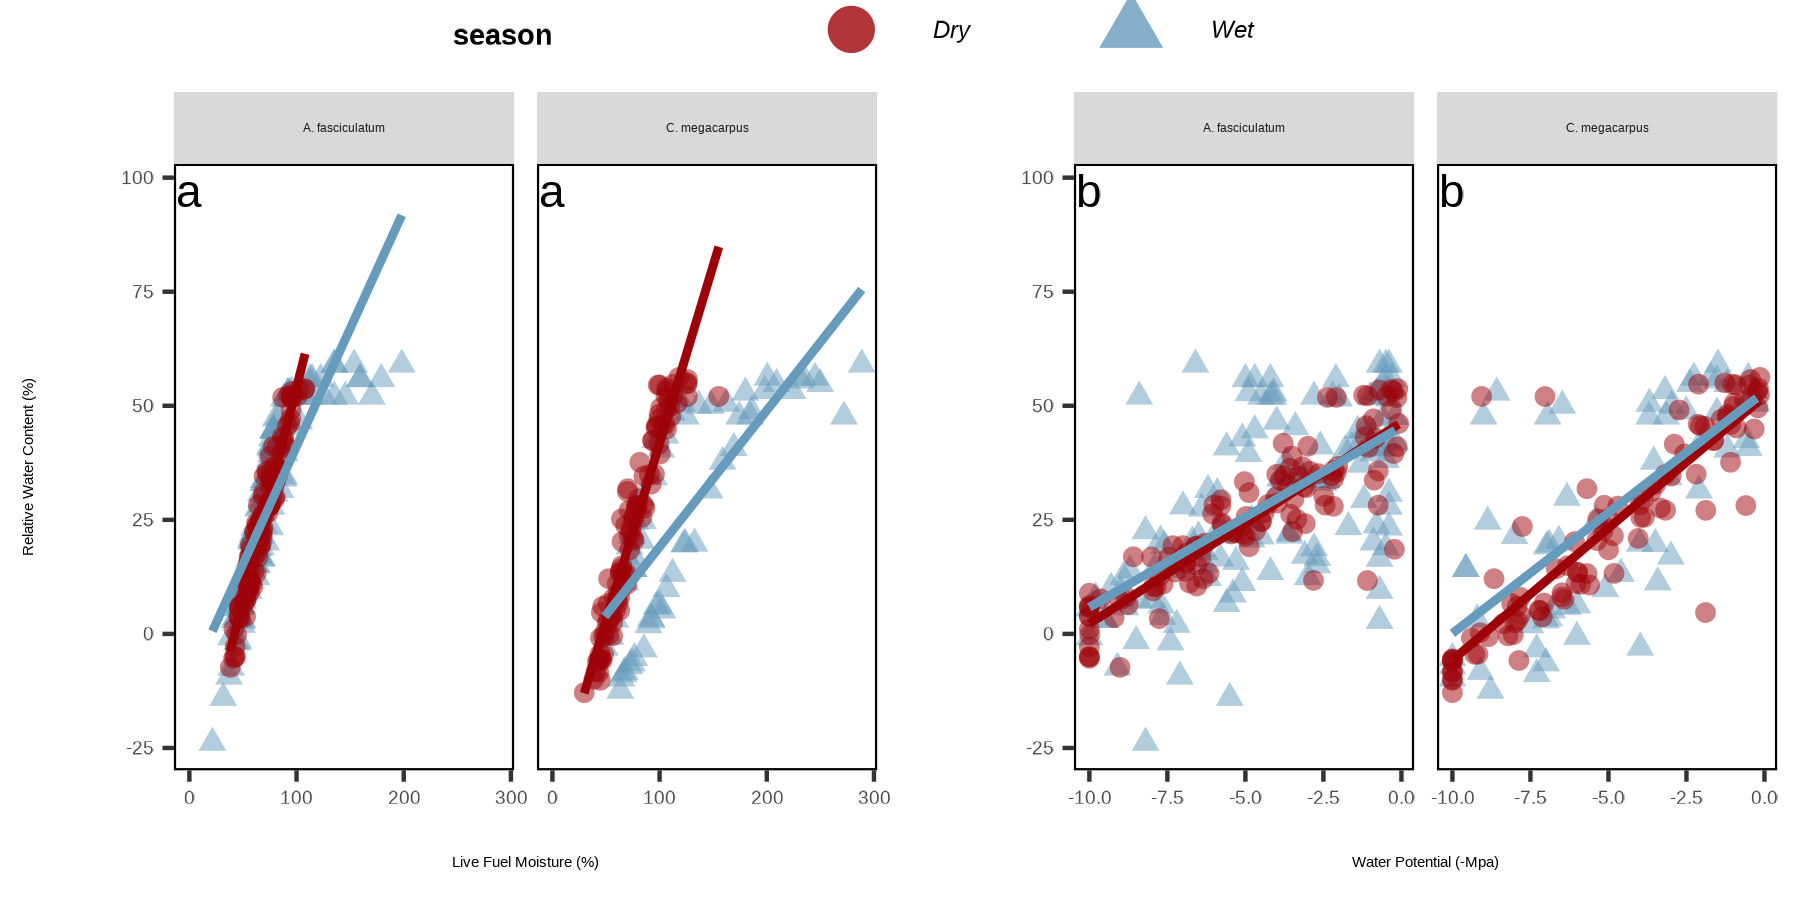 season Dry Wet
A. fasciculatum C. megacarpus A. fasciculatum C. megacarpus
a a b b
100 100
75 75
50 50
25 25
0 0
-25 -25
0 100 200 300 0 100 200 300 -10.0 -7.5 -5.0 -2.5 0.0 -10.0 -7.5 -5.0 -2.5 0.0
Relative Water Content (%)
Live Fuel Moisture (%) Water Potential (-Mpa)